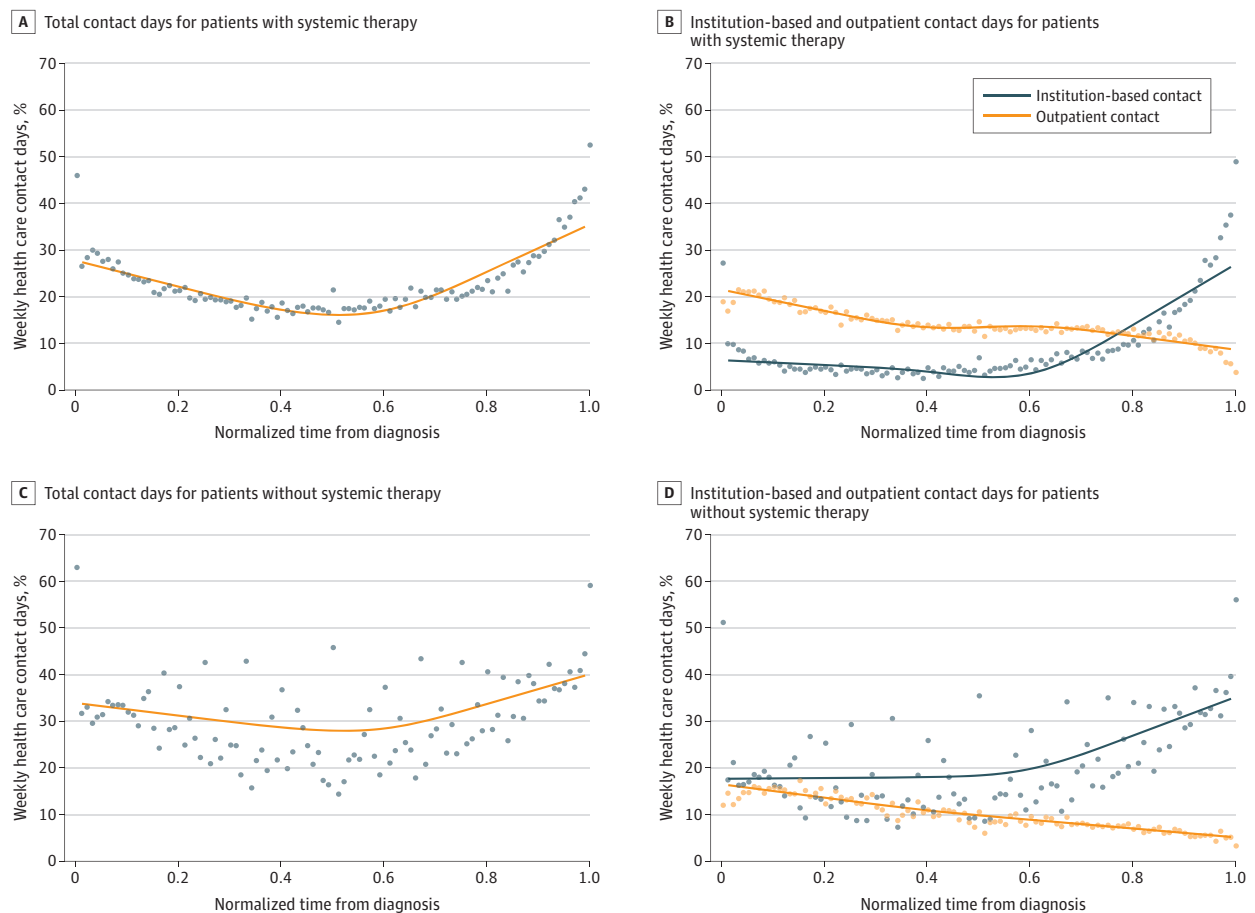 A Total contact days for patients with systemic therapy
Weekly health care contact days, %
70
60
50
40
30
20
10
0
0 0.2 0.4 0.6 0.8 1.0
Normalized time from diagnosis
B Institution-based and outpatient contact days for patients
with systemic therapy
Institution-based contact
Outpatient contact
Weekly health care contact days, %
70
60
50
40
30
20
10
0
0 0.2 0.4 0.6 0.8 1.0
Normalized time from diagnosis
C Total contact days for patients without systemic therapy
Weekly health care contact days, %
70
60
50
40
30
20
10
0
0 0.2 0.4 0.6 0.8 1.0
Normalized time from diagnosis
D Institution-based and outpatient contact days for patients
without systemic therapy
Weekly health care contact days, %
70
60
50
40
30
20
10
0
0 0.2 0.4 0.6 0.8 1.0
Normalized time from diagnosis